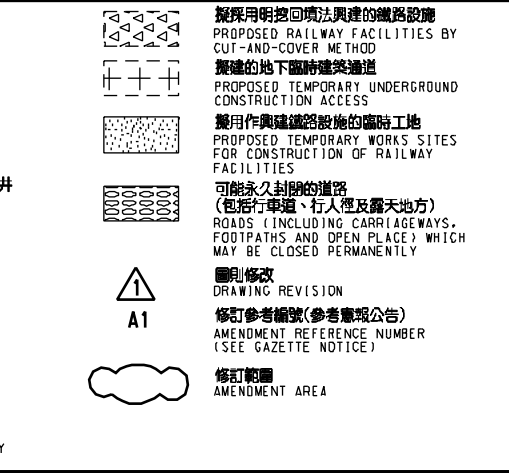 擬採用明挖回填法興建的鐵路設施
PROPOSED RAILWAY FACILITIES BY
CUT-AND-COVER METHOD
擬建的地下臨時建築通道
PROPOSED TEMPORARY UNDERGROUND
CONSTRUCTION ACCESS
擬用作興建鐵路設施的臨時工地
PROPOSED TEMPORARY WORKS SITES
FOR CONSTRUCTION OF RAILWAY
FACILITIES
井
可能永久封閉的道路
(包括行車道、行人徑及露天地方)
ROADS (INCLUDING CARRIAGEWAYS,
FOOTPATHS AND OPEN PLACE) WHICH
MAY BE CLOSED PERMANENTLY
1
圖則修改
DRAWING REVISION
A1
修訂參考編號(參考憲報公告)
AMENDMENT REFERENCE NUMBER
(SEE GAZETTE NOTICE)
修訂範圍
AMENDMENT AREA
Y